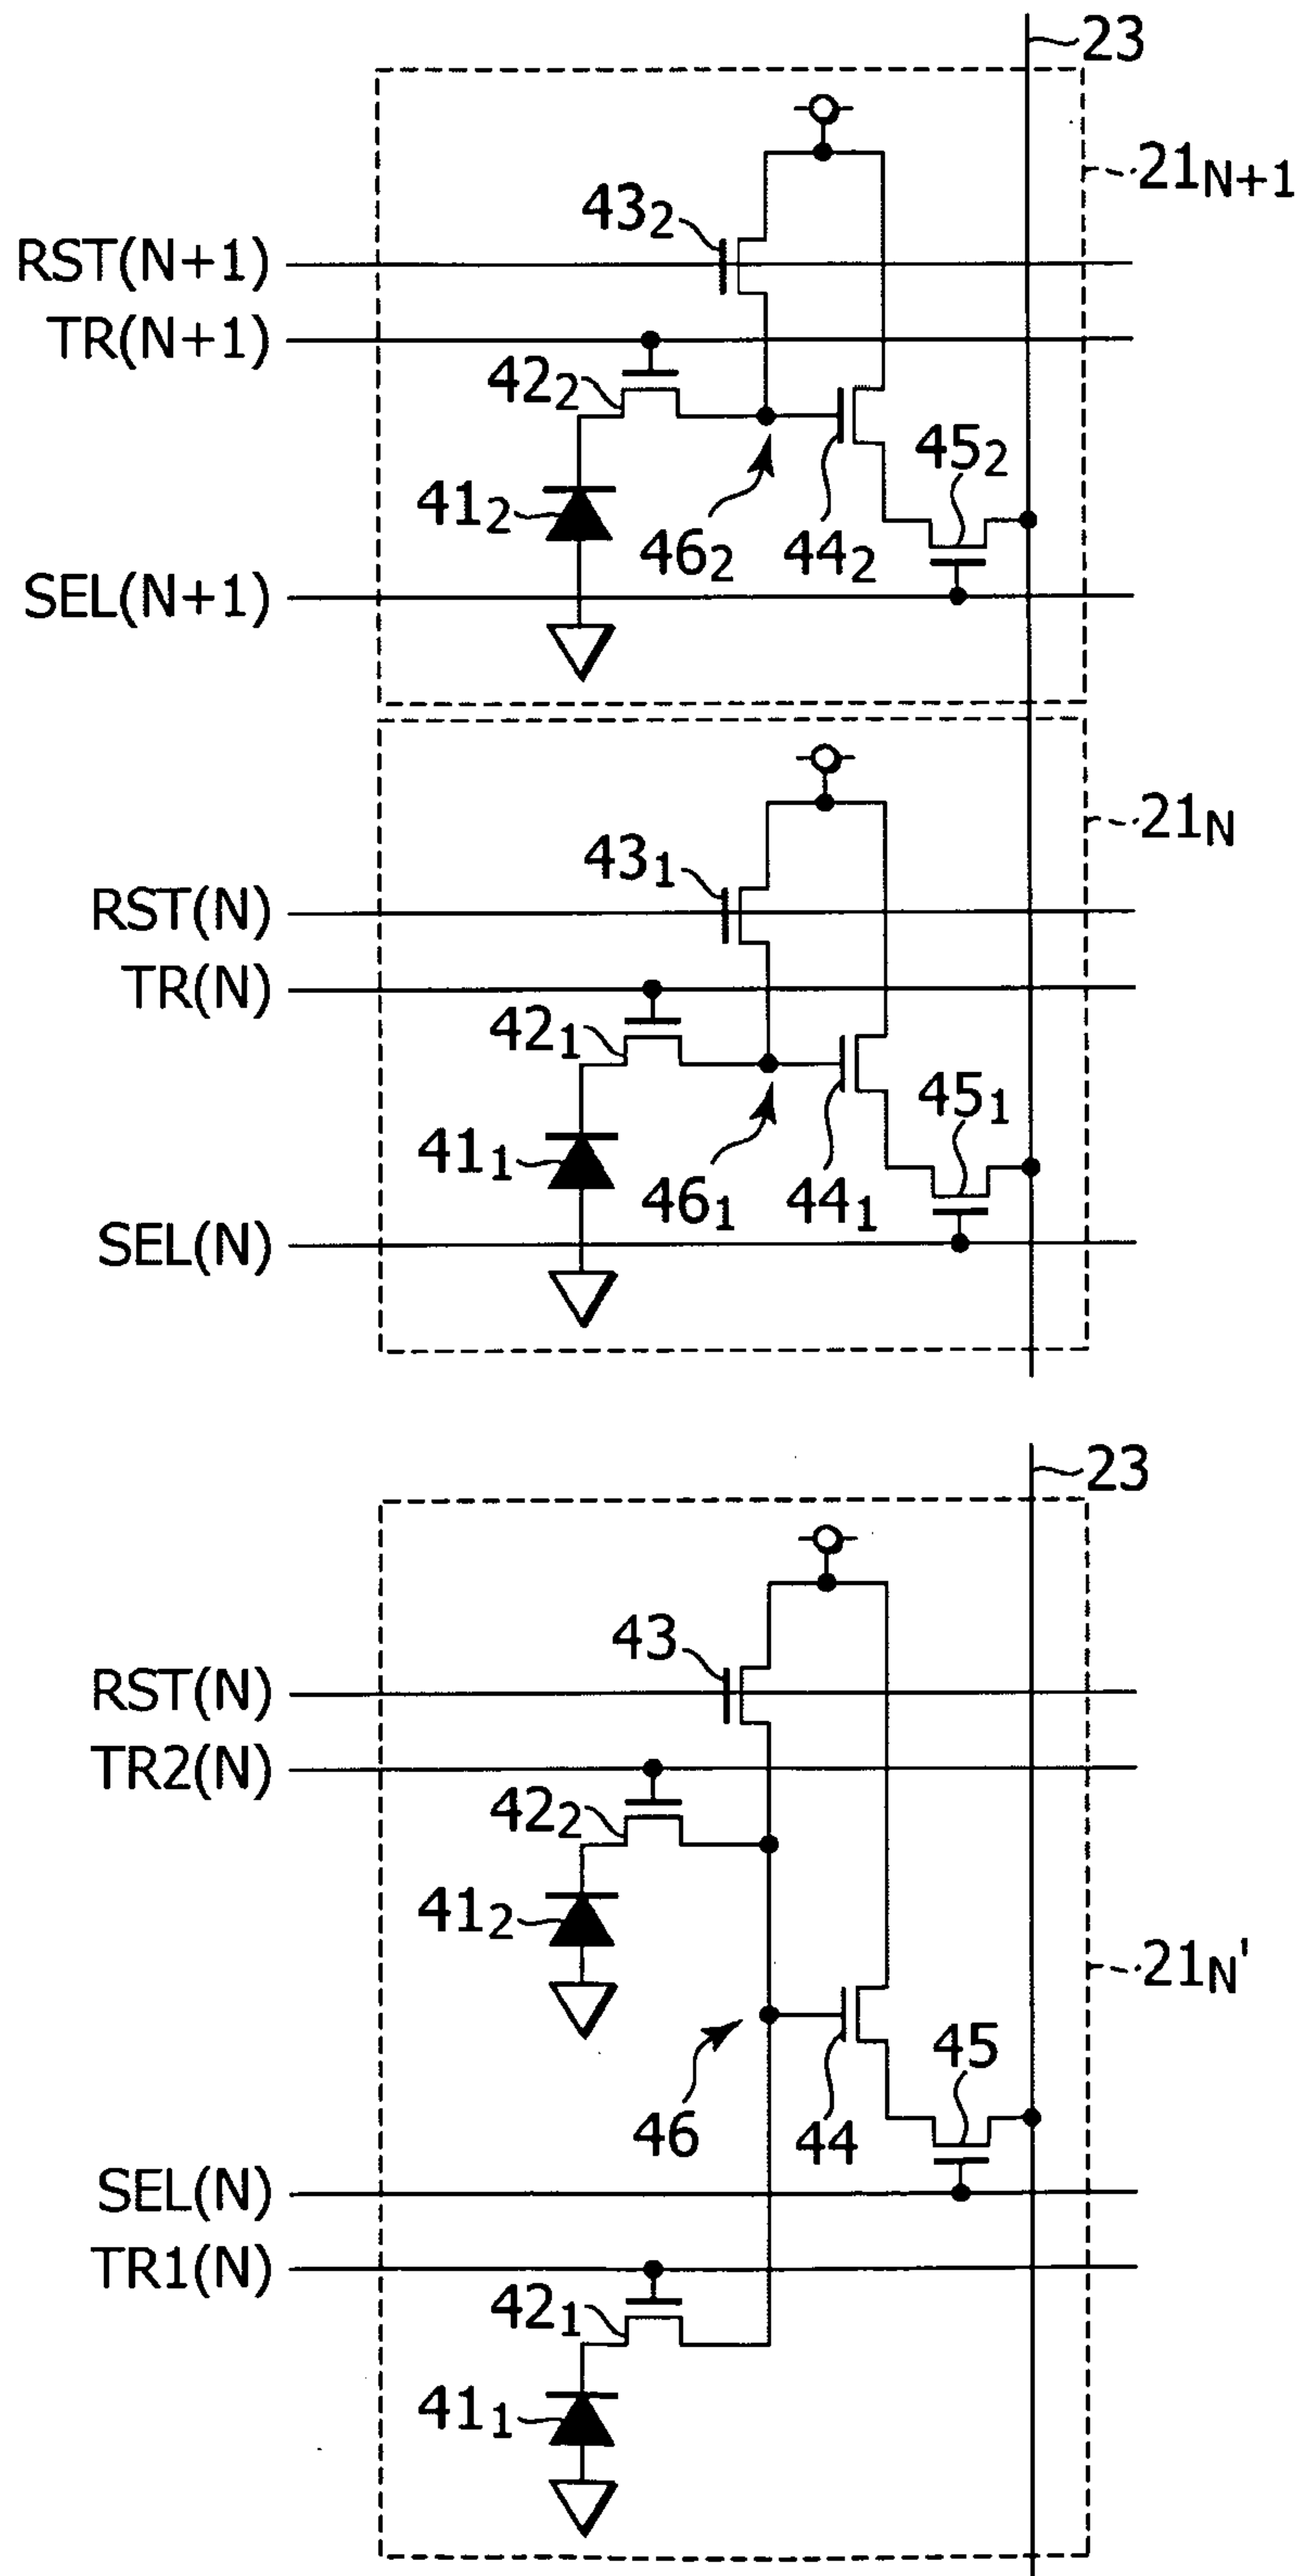 23
21N+1
43₂
RST(N+1)
TR(N+1)
42₂
45₂
41₂
46₂
44₂
SEL(N+1)
21N
43₁
RST(N)
TR(N)
42₁
45₁
41₁
46₁
44₁
SEL(N)
23
43
RST(N)
TR2(N)
42₂
41₂
21N'
45
46
44
SEL(N)
TR1(N)
42₁
41₁